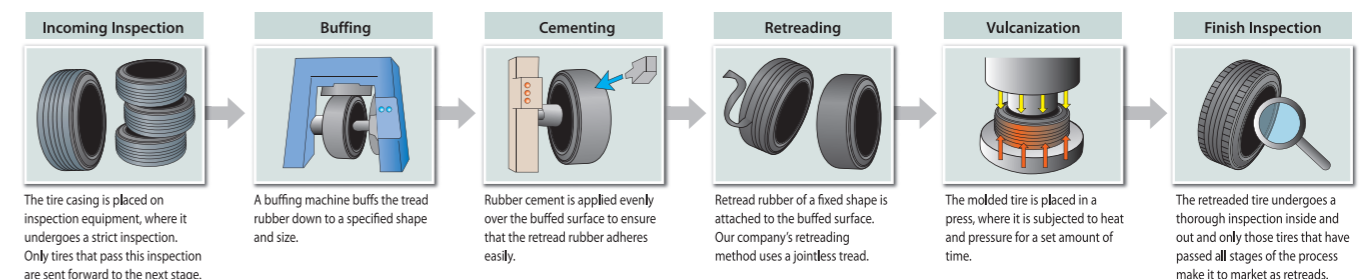 Incoming Inspection
Buffing
Cementing
Retreading
Vulcanization
Finish Inspection
The tire casing is placed on
inspection equipment, where it
undergoes a strict inspection.
Only tires that pass this inspection
are sent forward to the next stage.
A buffing machine buffs the tread
rubber down to a specified shape
and size.
Rubber cement is applied evenly
over the buffed surface to ensure
that the retread rubber adheres
easily.
Retread rubber of a fixed shape is
attached to the buffed surface.
Our company’s retreading
method uses a jointless tread.
The molded tire is placed in a
press, where it is subjected to heat
and pressure for a set amount of
time.
The retreaded tire undergoes a
thorough inspection inside and
out and only those tires that have
passed all stages of the process
make it to market as retreads.